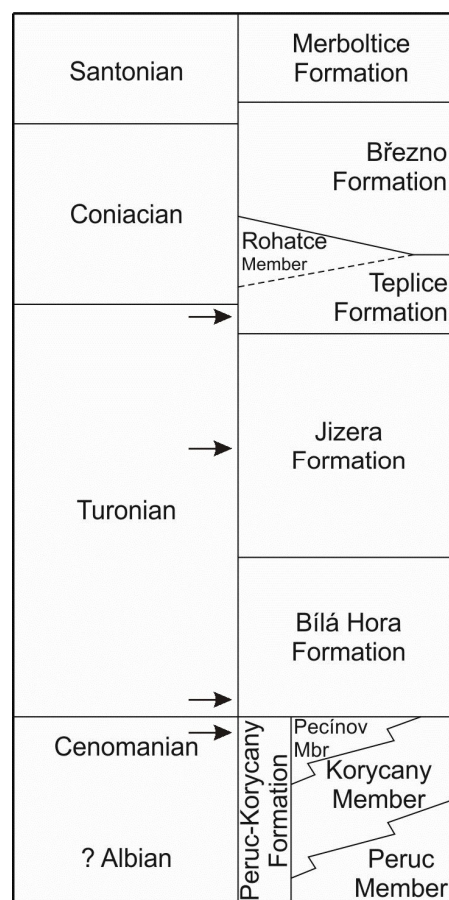 Santonian
Merboltice
Formation
Březno
Formation
Coniacian
Rohatce
Member
Teplice
Formation
Jizera
Formation
Turonian
Bílá Hora
Formation
Cenomanian
Peruc-Korycany
Formation
Pecínov
Mbr
Korycany
Member
? Albian
Peruc
Member